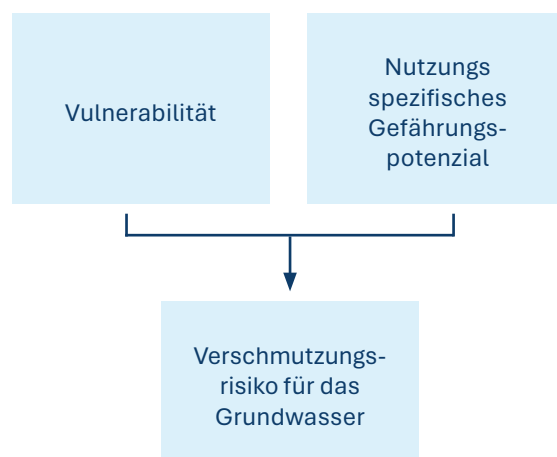 Vulnerabilität
Nutzungs
spezifisches
Gefährungs-
potenzial
Verschmutzungs-
risiko für das
Grundwasser